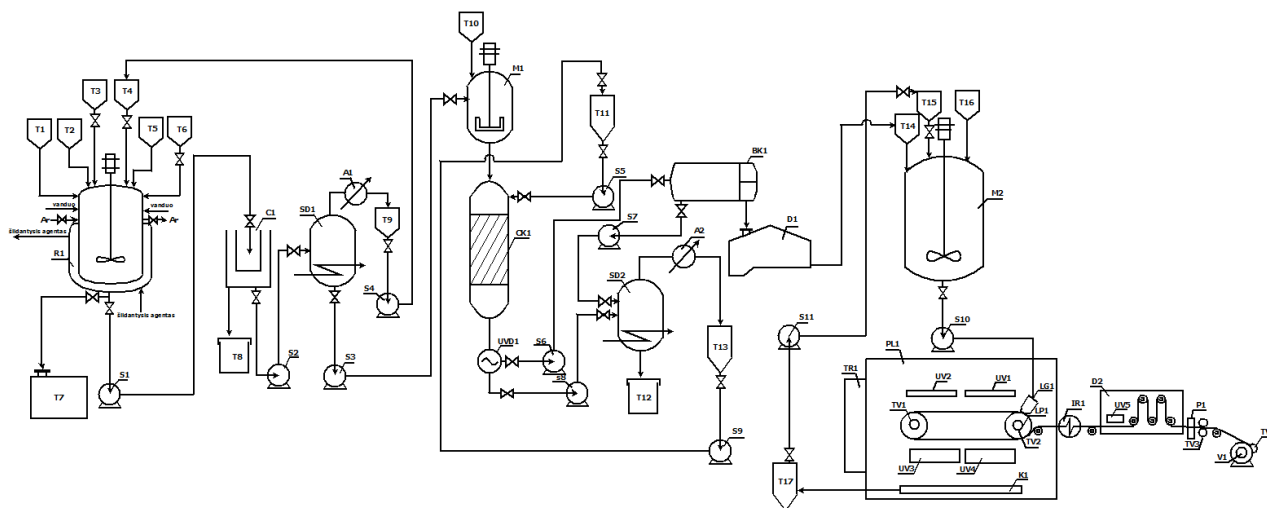 T10
M1
T3
T4
T11
T15
T16
T1
T2
T5
T6
T14
BK1
A1
S5
vanduo
vanduo
C1
SD1
M2
Ar
Ar
T9
S7
D1
A2
šildantysis agentas
CK1
R1
SD2
S4
šildantysis agentas
S11
S10
T13
UVD1
S6
PL1
T8
S2
S3
TR1
UV2
UV1
LG1
D2
S1
s8
IR1
UV5
P1
T7
T12
TV1
LP1
TV2
TV3
TV
S9
V1
UV3
UV4
T17
K1